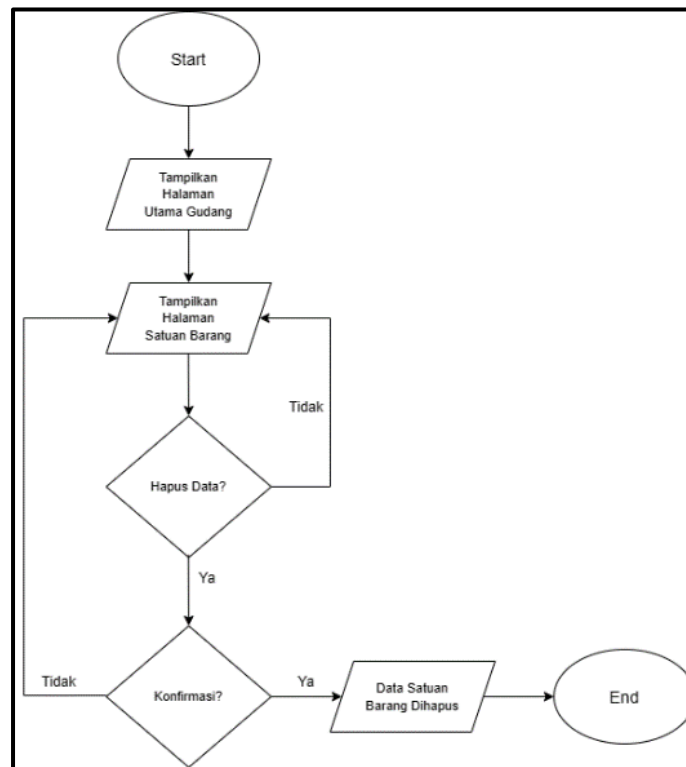 Start
Tampilkan
Halaman
Utama Gudang
Tampilkan
Halaman
Satuan Barang
Tidak
Hapus Data?
Ya
Tidak
Konfirmasi?
Ya
Data Satuan
Barang Dihapus
End